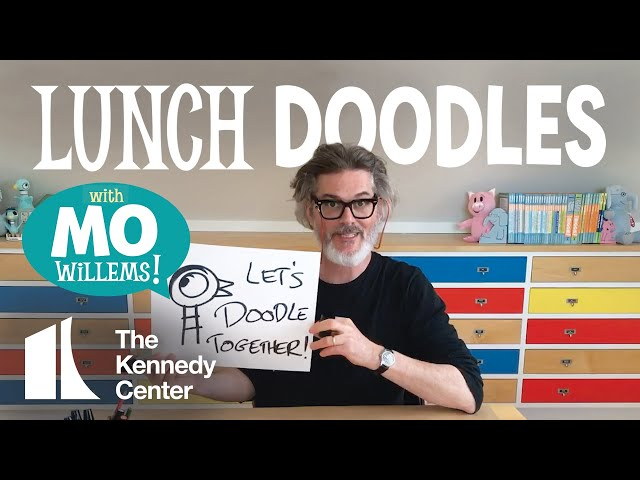 LUNCH DOODLES
with
MO
WiLLEMS!
LET'S
DOODLE
TOGETHER!
The
Kennedy
Center